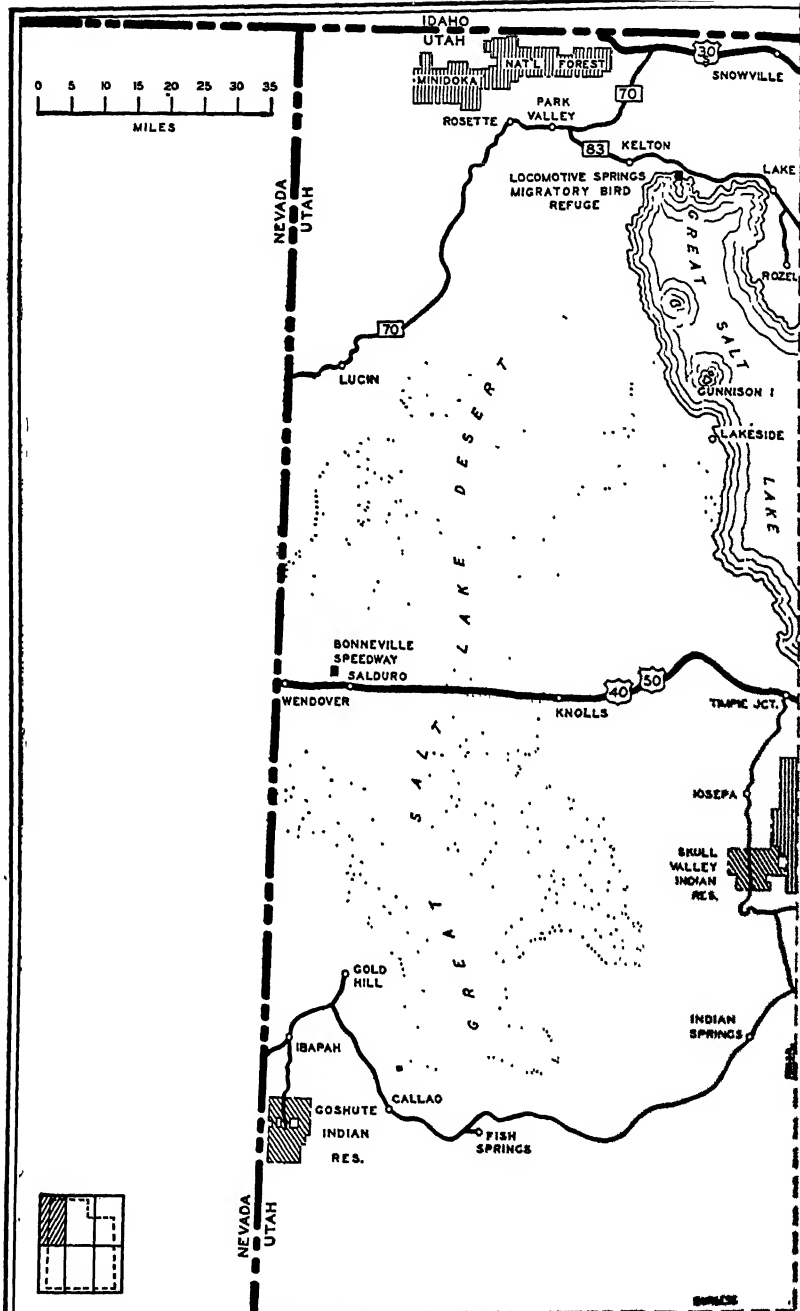 IDAHO
UTAH
NAT'L FOREST
MINIDOKA
30
S
SNOWVILLE
0 5 10 15 20 25 30 35
MILES
70
PARK
VALLEY
ROSETTE
83
KELTON
LOCOMOTIVE SPRINGS
MIGRATORY BIRD
REFUGE
LAKE
NEVADA
UTAH
GREAT SALT LAKE
ROZEL
70
LUCIN
GUNNISON I
LAKESIDE
GREAT SALT LAKE DESERT
BONNEVILLE
SPEEDWAY
SALDURO
WENDOVER
KNOLLS
40
50
TIMPIE JCT.
IOSEPA
SKULL
VALLEY
INDIAN
RES.
GOLD
HILL
IBAPAH
INDIAN
SPRINGS
CALLAO
GOSHUTE
INDIAN
RES.
FISH
SPRINGS
NEVADA
UTAH